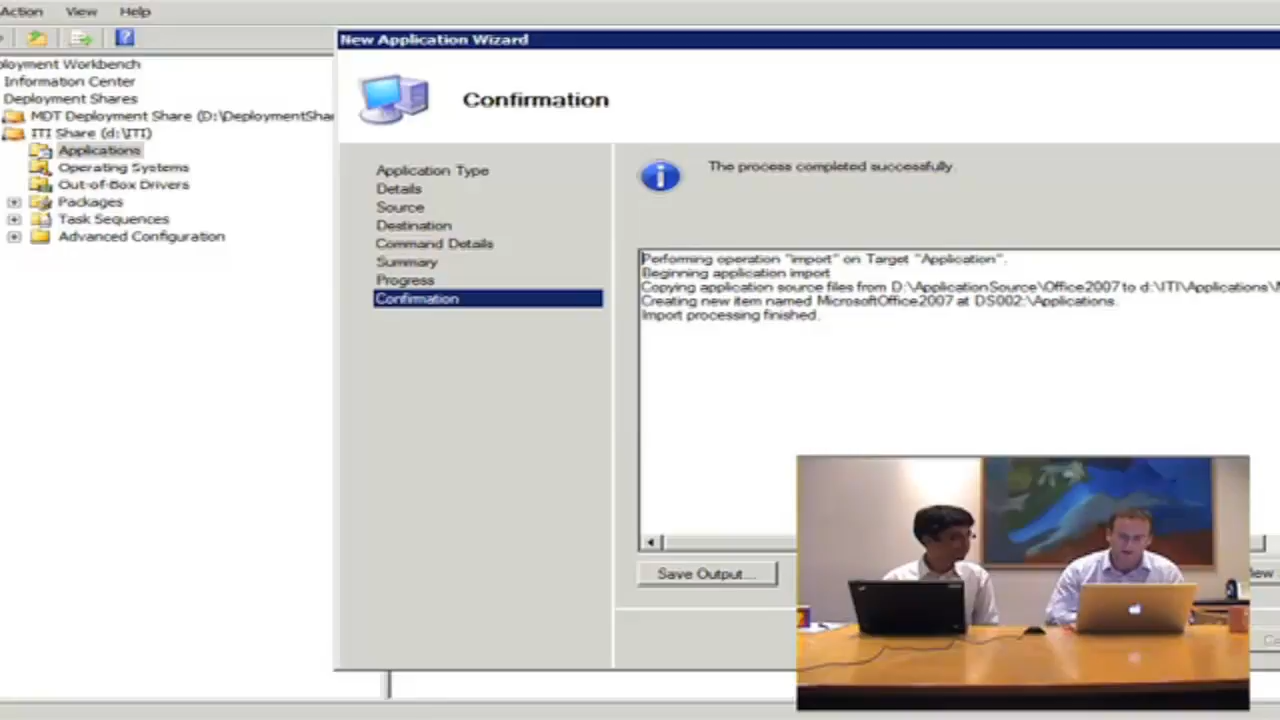 Action View Help
New Application Wizard
ployment Workbench
Information Center
Deployment Shares
MDT Deployment Share (D:\DeploymentShar
ITI Share (d:\ITI)
Applications
Operating Systems
Out-of-Box Drivers
Packages
Task Sequences
Advanced Configuration
Confirmation
Application Type
Details
Source
Destination
Command Details
Summary
Progress
Confirmation
The process completed successfully.
Performing operation "import" on Target "Application".
Beginning application import
Copying application source files from D:\ApplicationSource\Office2007 to d:\ITI\Applications\M
Creating new item named MicrosoftOffice2007 at DS002:\Applications.
Import processing finished.
Save Output...